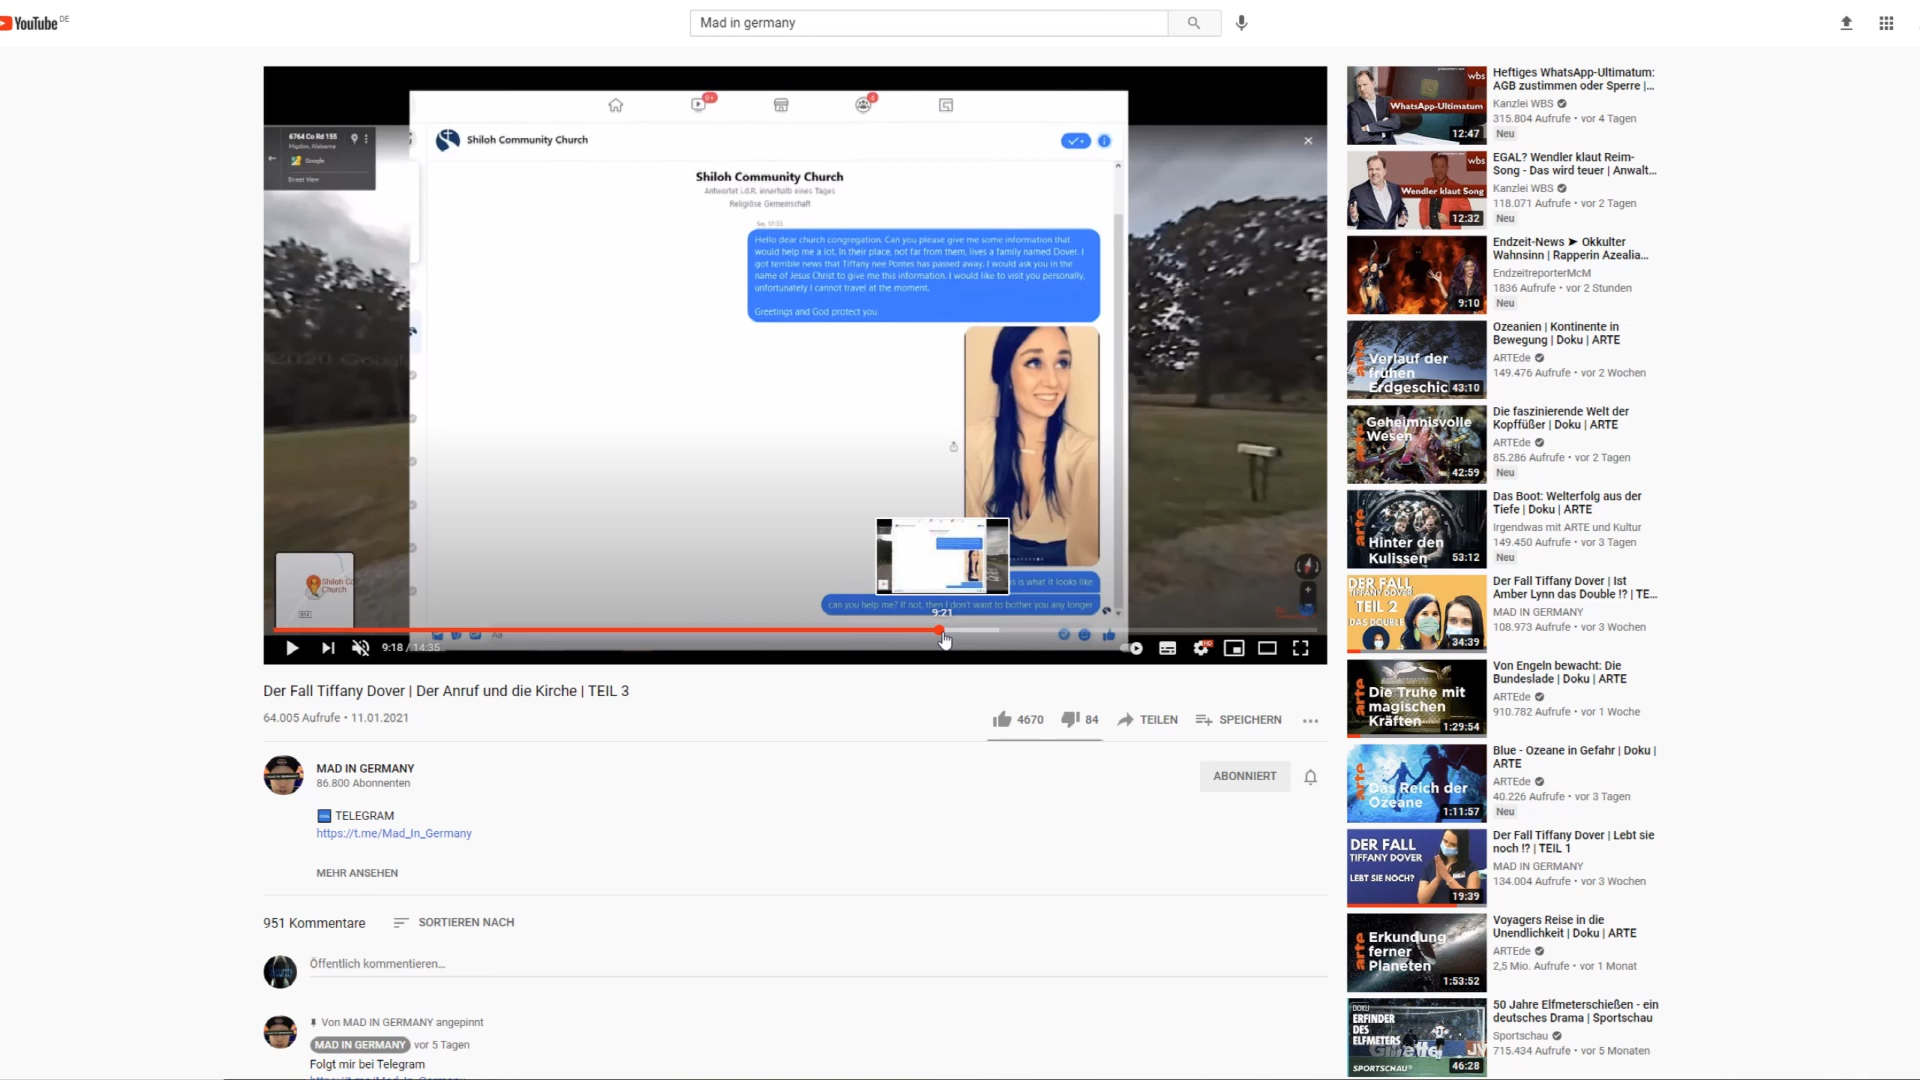 YouTube DE
Mad in germany
9+
4
6764 Co Rd 155
Higdon, Alabama
Google
Street View
Shiloh Community Church
Shiloh Community Church
Antwortet i.d.R. innerhalb eines Tages
Religiöse Gemeinschaft
So. 17:33
Hello dear church congregation. Can you please give me some information that
would help me a lot. In their place, not far from them, lives a family named Dover. I
got terrible news that Tiffany nee Pontes has passed away. I would ask you in the
name of Jesus Christ to give me this information. I would like to visit you personally,
unfortunately I cannot travel at the moment.
Greetings and God protect you.
2020 Google
is is what it looks like
can you help me? If not, then I don't want to bother you any longer
Shiloh Co
Church
Aa
9:21
9:18 / 14:35
HD
Der Fall Tiffany Dover | Der Anruf und die Kirche | TEIL 3
64.005 Aufrufe • 11.01.2021
4670
84
TEILEN
SPEICHERN
MAD IN GERMANY
86.800 Abonnenten
ABONNIERT
TELEGRAM
https://t.me/Mad_In_Germany
MEHR ANSEHEN
951 Kommentare
SORTIEREN NACH
Öffentlich kommentieren...
Von MAD IN GERMANY angepinnt
MAD IN GERMANY vor 5 Tagen
Folgt mir bei Telegram
https://t.me/Mad_In_Germany
wbs
WhatsApp-Ultimatum
12:47
Heftiges WhatsApp-Ultimatum:
AGB zustimmen oder Sperre |...
Kanzlei WBS
315.804 Aufrufe • vor 4 Tagen
Neu
wbs
Wendler klaut Song
12:32
EGAL? Wendler klaut Reim-
Song - Das wird teuer | Anwalt...
Kanzlei WBS
118.071 Aufrufe • vor 2 Tagen
Neu
9:10
Endzeit-News ➤ Okkulter
Wahnsinn | Rapperin Azealia...
EndzeitreporterMcM
1836 Aufrufe • vor 2 Stunden
Neu
arte
Verlauf der
frühen
Erdgeschic
43:10
Ozeanien | Kontinente in
Bewegung | Doku | ARTE
ARTEde
149.476 Aufrufe • vor 2 Wochen
arte
Geheimnisvolle
Wesen
42:59
Die faszinierende Welt der
Kopffüßer | Doku | ARTE
ARTEde
85.286 Aufrufe • vor 2 Tagen
Neu
arte
Hinter den
Kulissen
53:12
Das Boot: Welterfolg aus der
Tiefe | Doku | ARTE
Irgendwas mit ARTE und Kultur
149.450 Aufrufe • vor 3 Tagen
Neu
DER FALL
TIFFANY DOVER
TEIL 2
DAS DOUBLE
34:39
Der Fall Tiffany Dover | Ist
Amber Lynn das Double !? | TE...
MAD IN GERMANY
108.973 Aufrufe • vor 3 Wochen
arte
Die Truhe mit
magischen
Kräften
1:29:54
Von Engeln bewacht: Die
Bundeslade | Doku | ARTE
ARTEde
910.782 Aufrufe • vor 1 Woche
arte
Das Reich der
Ozeane
1:11:57
Blue - Ozeane in Gefahr | Doku |
ARTE
ARTEde
40.226 Aufrufe • vor 3 Tagen
Neu
DER FALL
TIFFANY DOVER
LEBT SIE NOCH?
19:39
Der Fall Tiffany Dover | Lebt sie
noch !? | TEIL 1
MAD IN GERMANY
134.004 Aufrufe • vor 3 Wochen
arte
Erkundung
ferner
Planeten
1:53:52
Voyagers Reise in die
Unendlichkeit | Doku | ARTE
ARTEde
2,5 Mio. Aufrufe • vor 1 Monat
DOKU
ERFINDER
DES
ELFMETERS
Gillette
JV
SPORTSCHAU
46:28
50 Jahre Elfmeterschießen - ein
deutsches Drama | Sportschau
Sportschau
715.434 Aufrufe • vor 5 Monaten